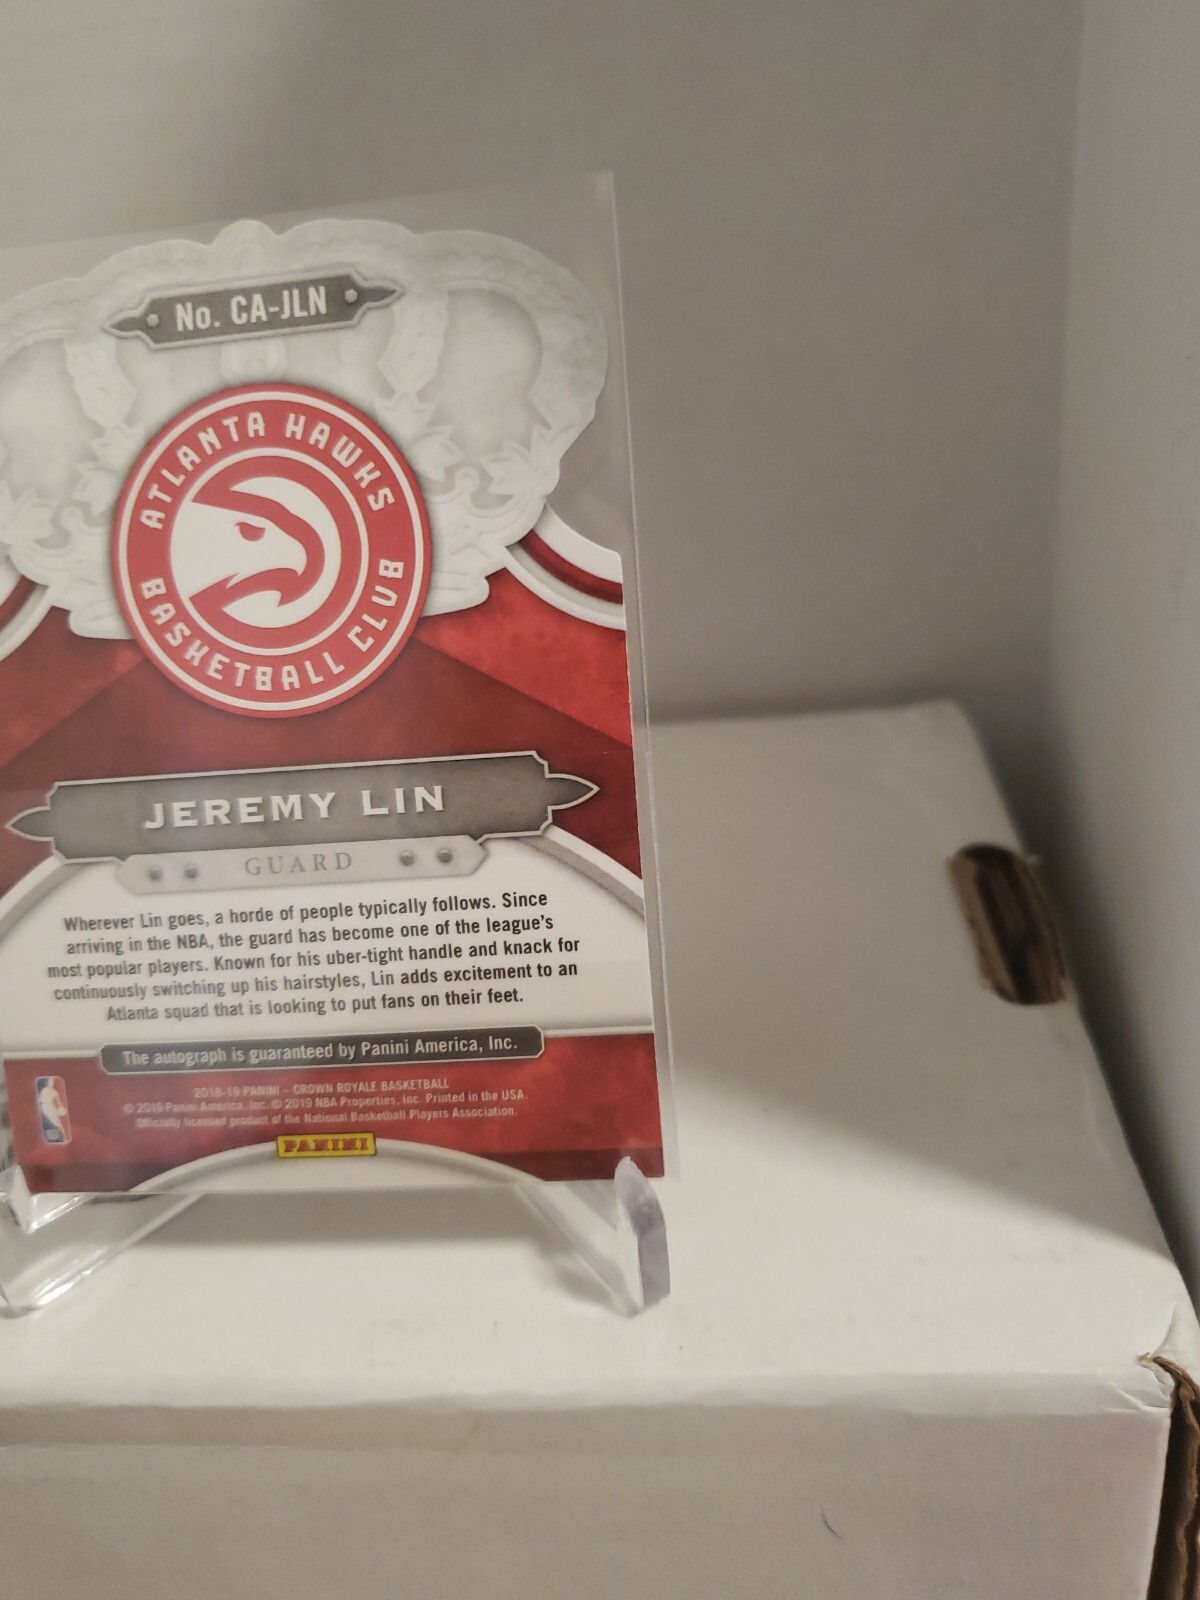 No. CA-JLN
ATLANTA HAWKS
BASKETBALL CLUB
JEREMY LIN
GUARD
Wherever Lin goes, a horde of people typically follows. Since
arriving in the NBA, the guard has become one of the league's
most popular players. Known for his uber-tight handle and knack for
continuously switching up his hairstyles, Lin adds excitement to an
Atlanta squad that is looking to put fans on their feet.
The autograph is guaranteed by Panini America, Inc.
2018-19 PANINI – CROWN ROYALE BASKETBALL
© 2019 Panini America, Inc. © 2019 NBA Properties, Inc. Printed in the USA.
Officially licensed product of the National Basketball Players Association.
PANINI